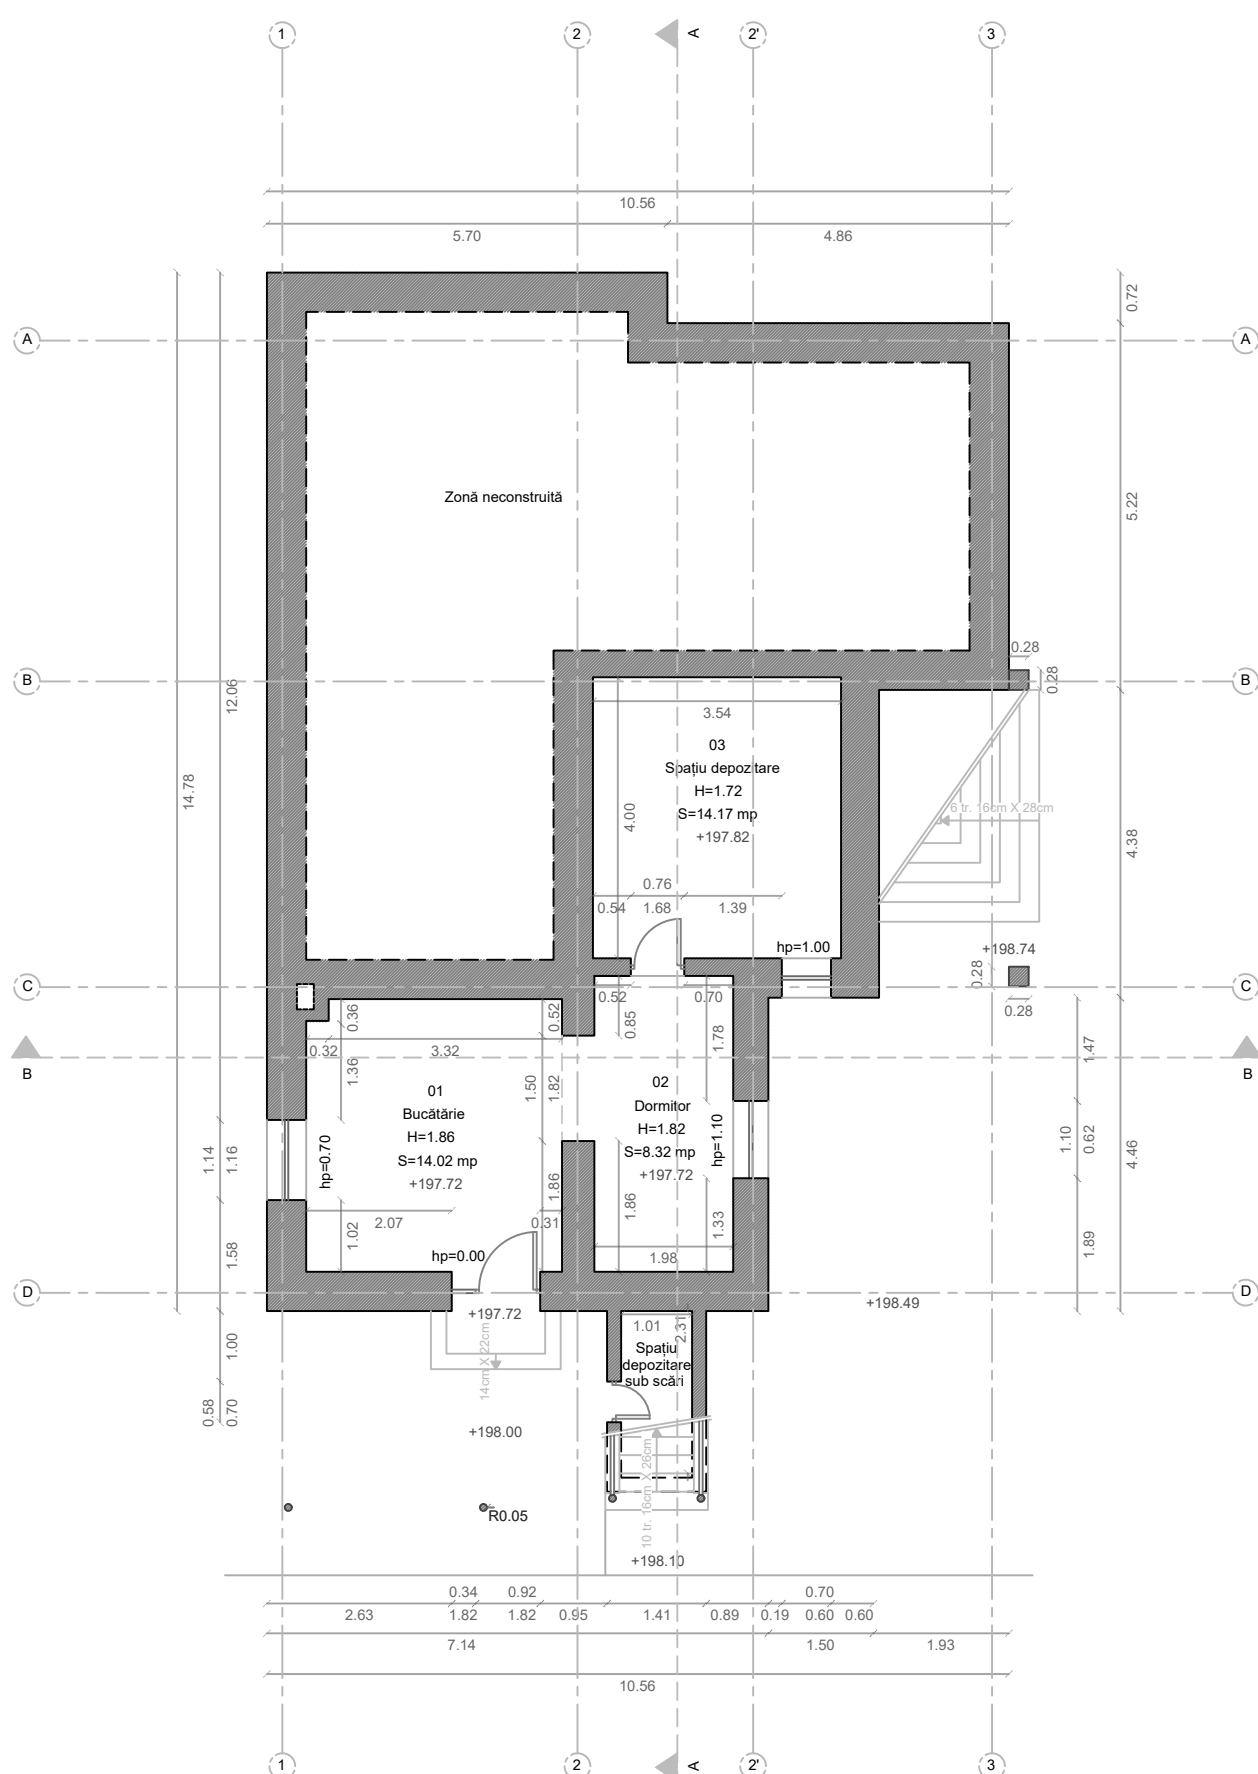 1
2
A
2'
3
10.56
5.70
4.86
0.72
A
A
Zonă neconstruită
5.22
0.28
B
B
0.28
12.06
3.54
03
Spațiu depozitare
H=1.72
S=14.17 mp
+197.82
14.78
4.00
6 tr. 16cm X 28cm
4.38
0.76
0.54
1.68
1.39
hp=1.00
+198.74
0.28
C
C
0.52
0.70
0.28
0.36
0.52
0.85
1.78
1.47
0.32
3.32
1.36
B
B
01
Bucătărie
H=1.86
S=14.02 mp
+197.72
1.50
1.82
02
Dormitor
H=1.82
S=8.32 mp
+197.72
hp=1.10
1.10
0.62
4.46
1.14
1.16
hp=0.70
1.86
1.86
2.07
0.31
1.02
1.33
1.58
1.89
hp=0.00
1.98
D
D
+197.72
+198.49
1.01
2.31
1.00
Spațiu
depozitare
sub scări
14cm X 22cm
0.58
0.70
+198.00
10 tr. 16cm X 26cm
R0.05
+198.10
0.34
0.92
0.70
2.63
1.82
1.82
0.95
1.41
0.89
0.19
0.60
0.60
7.14
1.50
1.93
10.56
1
2
A
2'
3